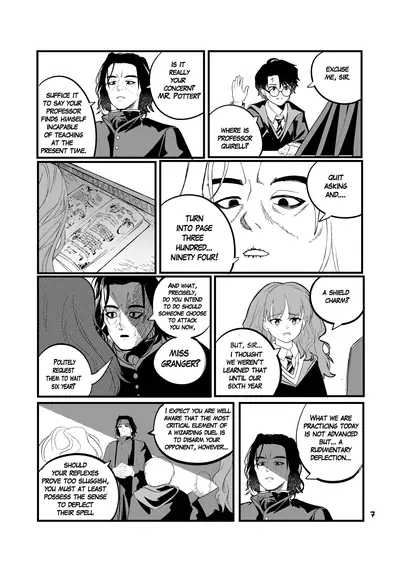 EXCUSE
ME, SIR.
WHERE IS
PROFESSOR
QUIRELL?
IS IT
REALLY
YOUR
CONCERN?
MR. POTTER?
SUFFICE IT
TO SAY YOUR
PROFESSOR
FINDS HIMSELF
INCAPABLE
OF TEACHING
AT THE
PRESENT TIME.
QUIT
ASKING
AND....
TURN
INTO PAGE
THREE
HUNDRED...
NINETY FOUR!
A SHIELD
CHARM?
BUT, SIR...
I THOUGHT
WE WEREN'T
LEARNED THAT
UNTIL OUR
SIXTH YEAR
AND WHAT,
PRECISELY,
DO YOU INTEND
TO DO SHOULD
SOMEONE CHOOSE
TO ATTACK
YOU NOW,
MISS
GRANGER?
POLITELY
REQUEST
THEM TO WAIT
SIX YEAR?
WHAT WE ARE
PRACTICING TODAY
IS NOT ADVANCED
BUT... A
RUDIMENTARY
DEFLECTION...
I EXPECT YOU ARE WELL
AWARE THAT THE MOST
CRITICAL ELEMENT OF
A WIZARDING DUEL IS
TO DISARM YOUR
OPPONENT, HOWEVER...
SHOULD
YOUR REFLEXES
PROVE TOO SLUGGISH,
YOU MUST AT LEAST
POSSESS THE SENSE
TO DEFLECT
THEIR SPELL
7